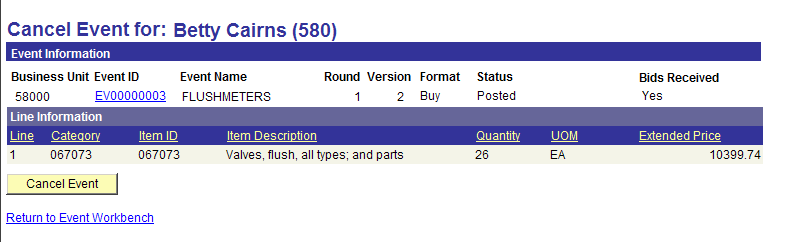 Cancel Event for: Betty Cairns (580)
Event Information
Business Unit Event ID Event Name Round Version Format Status Bids Received
58000 EV00000003 FLUSHMETERS 1 2 Buy Posted Yes
Line Information
Line Category Item ID Item Description Quantity UOM Extended Price
1 067073 067073 Valves, flush, all types; and parts 26 EA 10399.74
Cancel Event
Return to Event Workbench